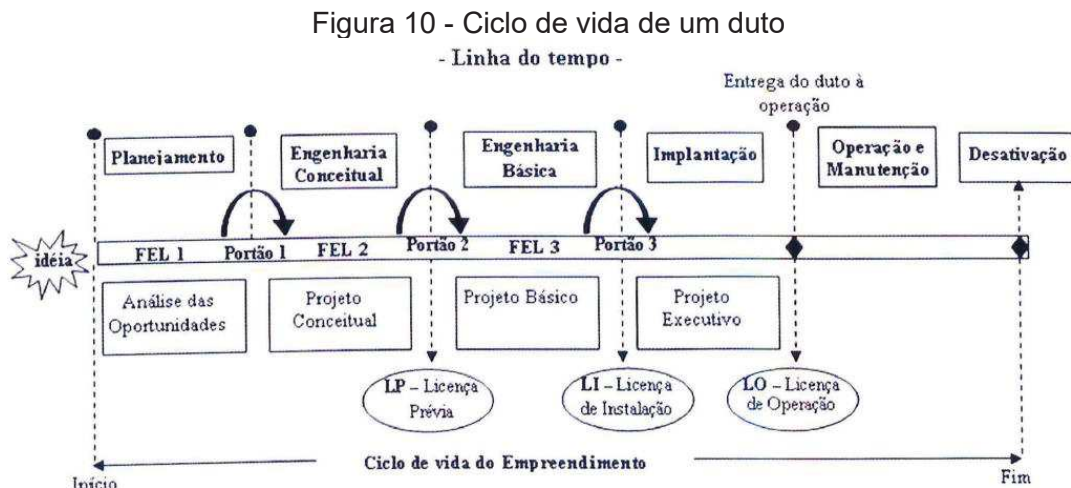 Figura 10 - Ciclo de vida de um duto
- Linha do tempo -
Entrega do duto à
operação
Planejamento
Engenharia
Conceitual
Engenharia
Básica
Implantação
Operação e
Manutenção
Desativação
idéia
FEL 1
Portão 1
FEL 2
Portão 2
FEL 3
Portão 3
Análise das
Oportunidades
Projeto
Conceitual
Projeto Básico
Projeto
Executivo
LP – Licença
Prévia
LI – Licença
de Instalação
LO – Licença
de Operação
Ciclo de vida do Empreendimento
Início
Fim